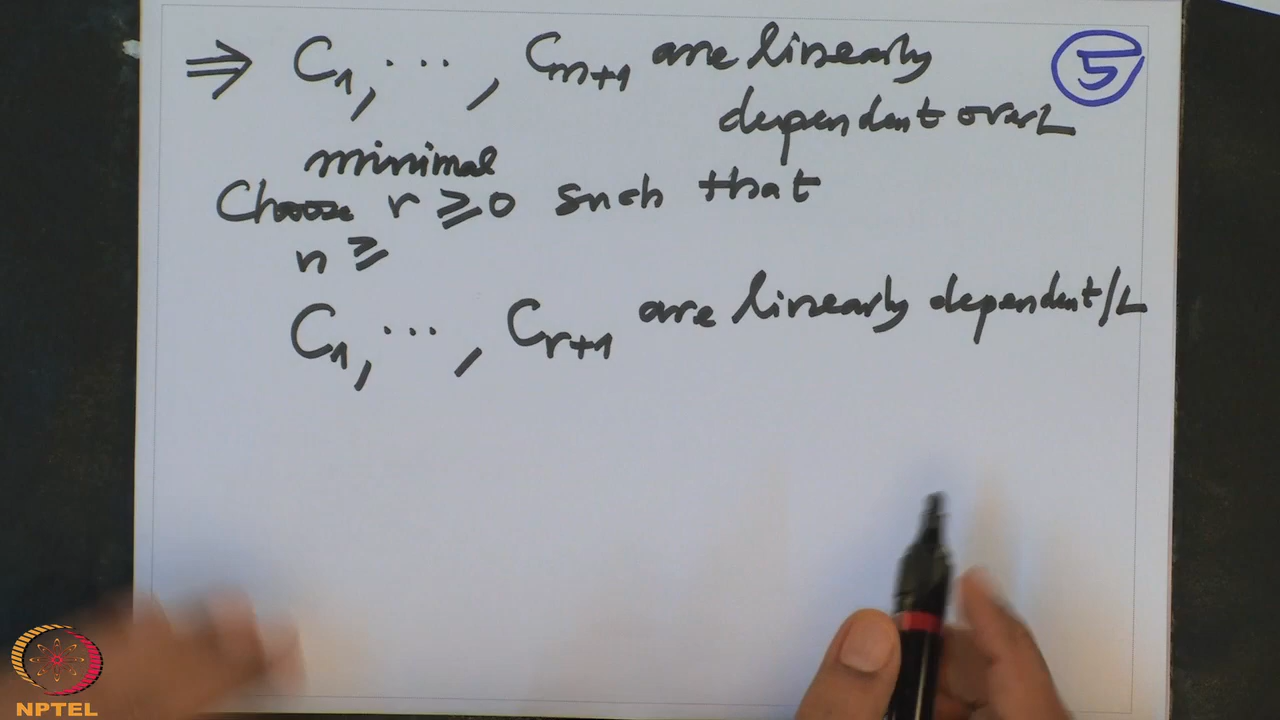 ⇒ C₁, ⋯, Cₙ₊₁ are linearly
dependent over L
⑤
minimal
Choose r ≥ 0 such that
n ≥
C₁, ⋯, Cᵣ₊₁ are linearly dependent/L
NPTEL